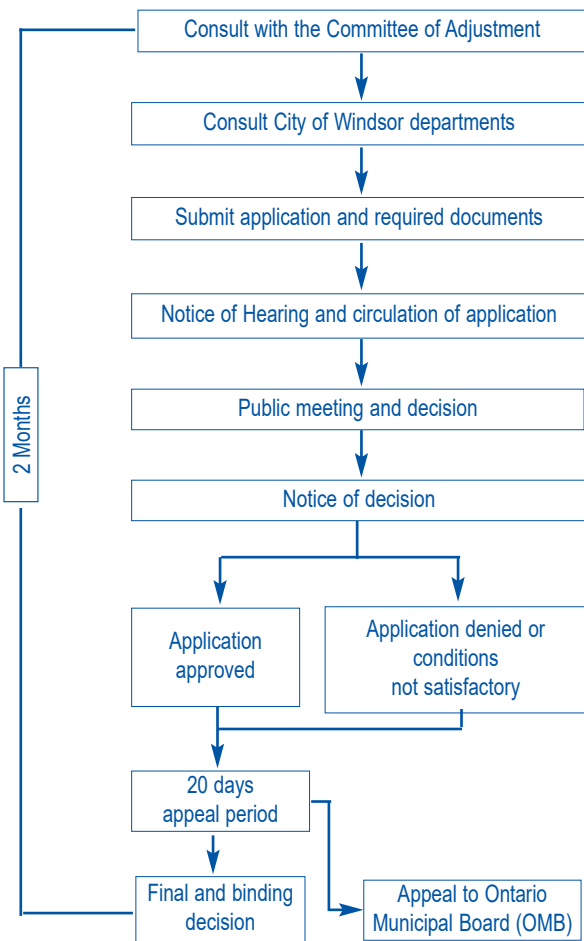 Consult with the Committee of Adjustment
Consult City of Windsor departments
Submit application and required documents
Notice of Hearing and circulation of application
2 Months
Public meeting and decision
Notice of decision
Application
approved
Application denied or
conditions
not satisfactory
20 days
appeal period
Final and binding
decision
Appeal to Ontario
Municipal Board (OMB)